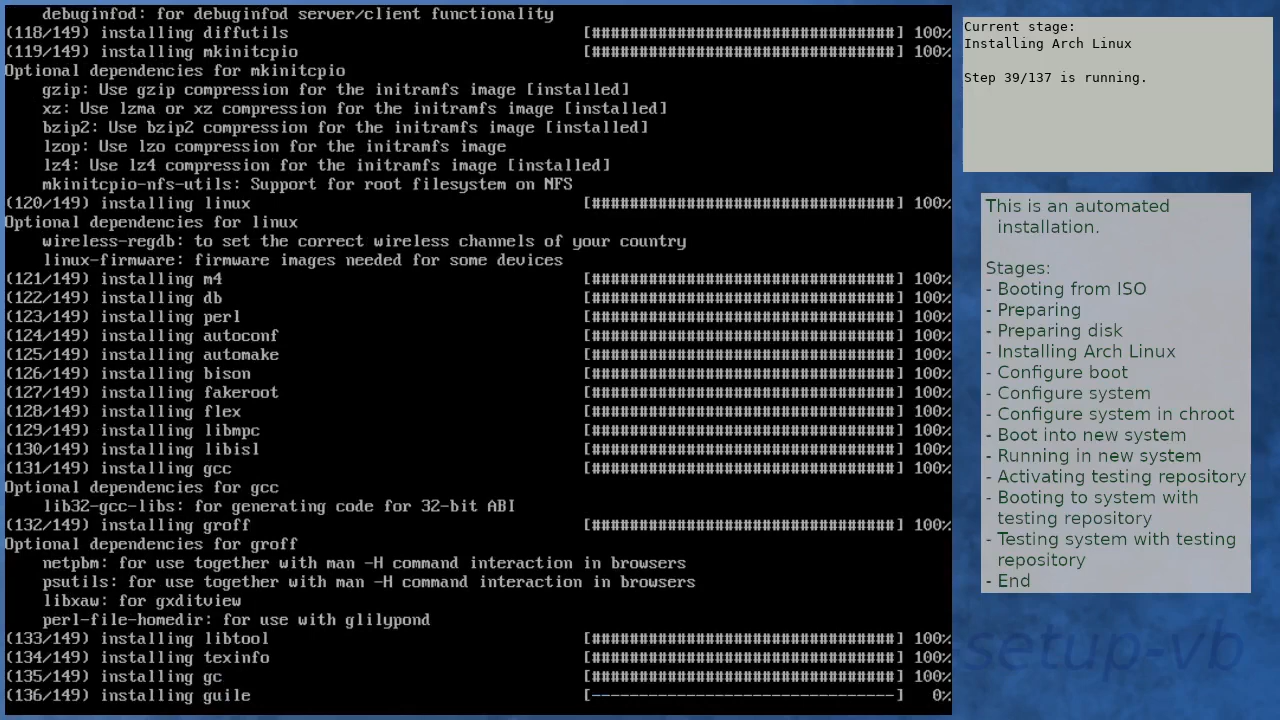 debuginfod: for debuginfod server/client functionality
(118/149) installing diffutils [################################] 100%
(119/149) installing mkinitcpio [################################] 100%
Optional dependencies for mkinitcpio
gzip: Use gzip compression for the initramfs image [installed]
xz: Use lzma or xz compression for the initramfs image [installed]
bzip2: Use bzip2 compression for the initramfs image [installed]
lzop: Use lzo compression for the initramfs image
lz4: Use lz4 compression for the initramfs image [installed]
mkinitcpio-nfs-utils: Support for root filesystem on NFS
(120/149) installing linux [################################] 100%
Optional dependencies for linux
wireless-regdb: to set the correct wireless channels of your country
linux-firmware: firmware images needed for some devices
(121/149) installing m4 [################################] 100%
(122/149) installing db [################################] 100%
(123/149) installing perl [################################] 100%
(124/149) installing autoconf [################################] 100%
(125/149) installing automake [################################] 100%
(126/149) installing bison [################################] 100%
(127/149) installing fakeroot [################################] 100%
(128/149) installing flex [################################] 100%
(129/149) installing libmpc [################################] 100%
(130/149) installing libisl [################################] 100%
(131/149) installing gcc [################################] 100%
Optional dependencies for gcc
lib32-gcc-libs: for generating code for 32-bit ABI
(132/149) installing groff [################################] 100%
Optional dependencies for groff
netpbm: for use together with man -H command interaction in browsers
psutils: for use together with man -H command interaction in browsers
libxaw: for gxditview
perl-file-homedir: for use with glilypond
(133/149) installing libtool [################################] 100%
(134/149) installing texinfo [################################] 100%
(135/149) installing gc [################################] 100%
(136/149) installing guile [--------------------------------] 0%
Current stage:
Installing Arch Linux
Step 39/137 is running.
This is an automated
installation.
Stages:
- Booting from ISO
- Preparing
- Preparing disk
- Installing Arch Linux
- Configure boot
- Configure system
- Configure system in chroot
- Boot into new system
- Running in new system
- Activating testing repository
- Booting to system with
testing repository
- Testing system with testing
repository
- End
setup-vb